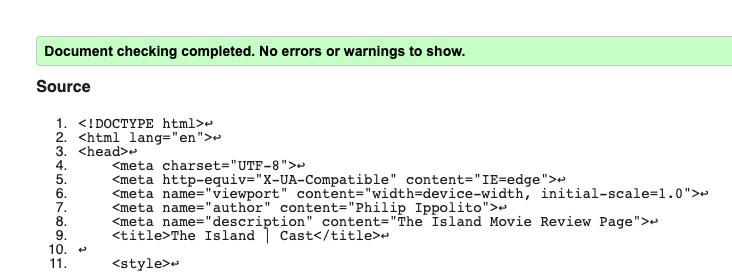 Document checking completed. No errors or warnings to show.
Source
1. <!DOCTYPE html>↩
2. <html lang="en">↩
3. <head>↩
4.     <meta charset="UTF-8">↩
5.     <meta http-equiv="X-UA-Compatible" content="IE=edge">↩
6.     <meta name="viewport" content="width=device-width, initial-scale=1.0">↩
7.     <meta name="author" content="Philip Ippolito">↩
8.     <meta name="description" content="The Island Movie Review Page">↩
9.     <title>The Island | Cast</title>↩
10. ↩
11.     <style>↩